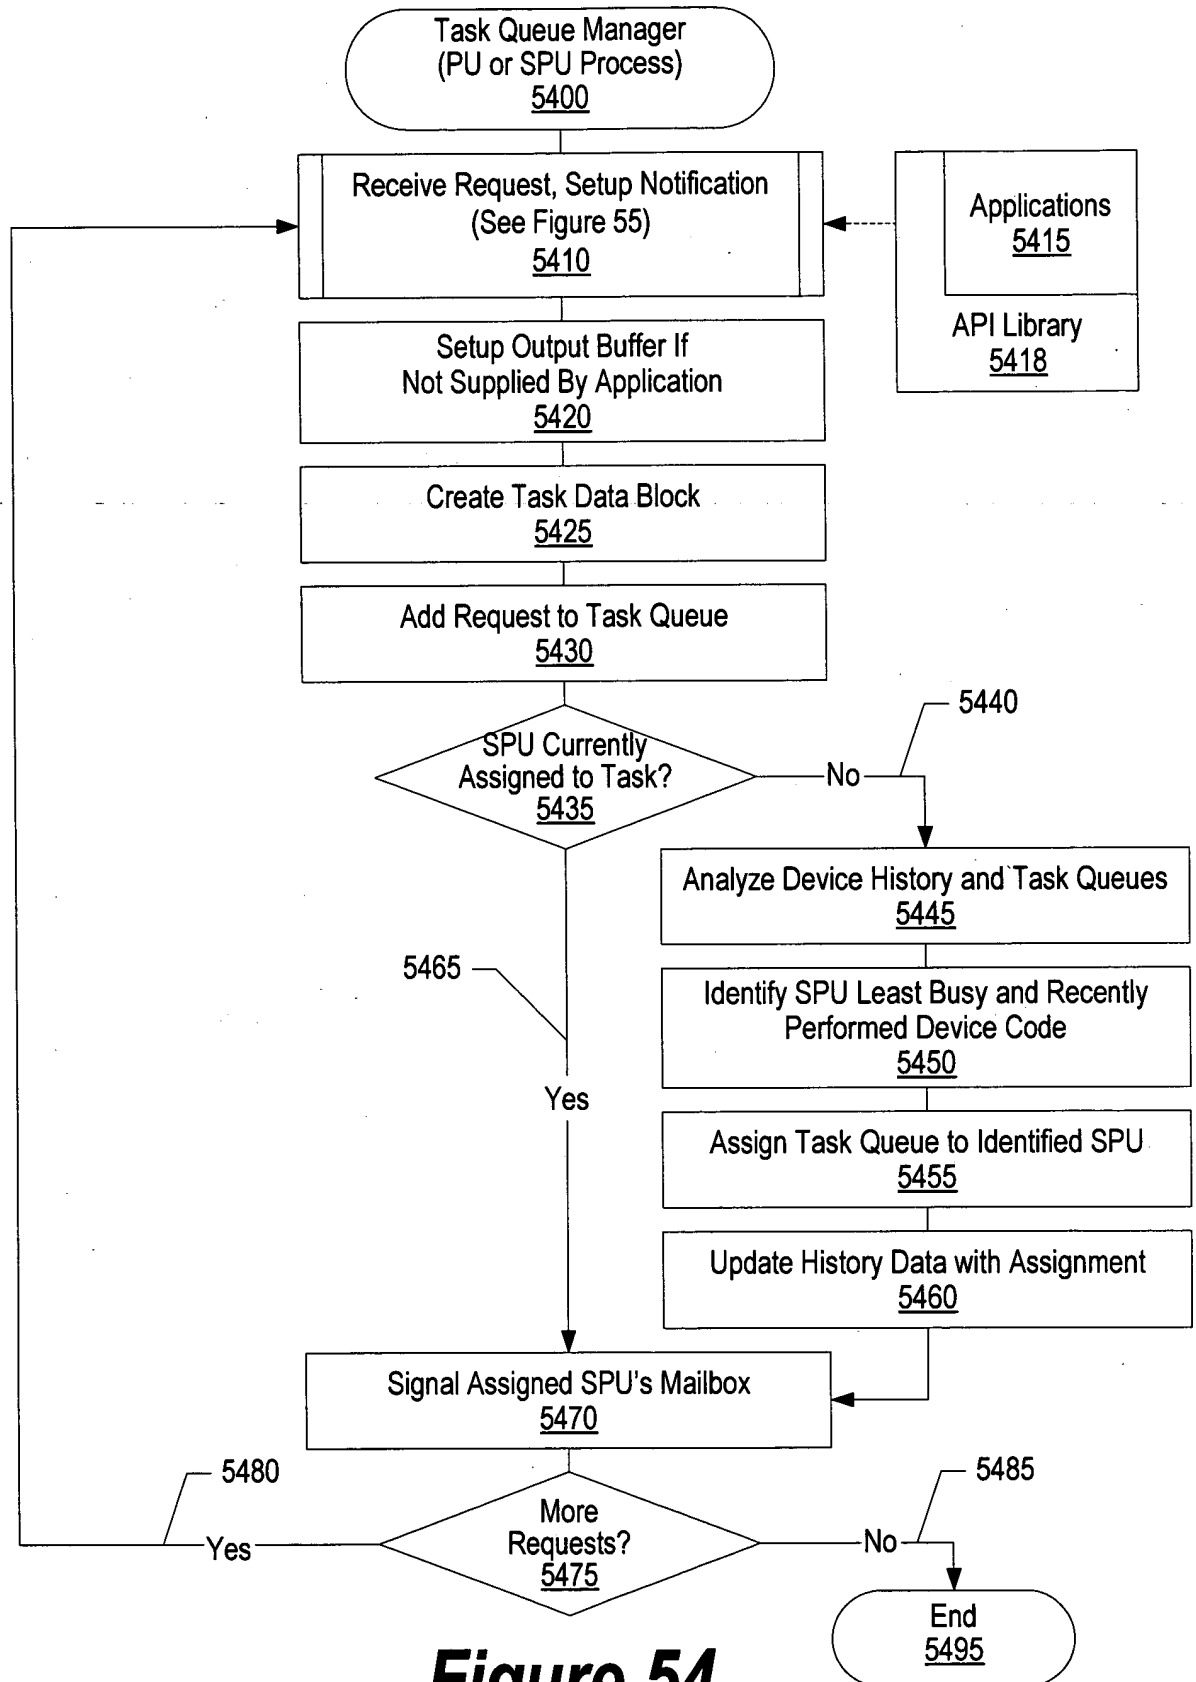 Task Queue Manager
(PU or SPU Process)
5400
Receive Request, Setup Notification
(See Figure 55)
5410
Applications
5415
API Library
5418
Setup Output Buffer If
Not Supplied By Application
5420
Create Task Data Block
5425
Add Request to Task Queue
5430
SPU Currently
Assigned to Task?
5435
No
5440
Analyze Device History and Task Queues
5445
Identify SPU Least Busy and Recently
Performed Device Code
5450
Assign Task Queue to Identified SPU
5455
Update History Data with Assignment
5460
5465
Yes
Signal Assigned SPU's Mailbox
5470
More
Requests?
5475
5480
Yes
No
5485
End
5495
Figure 54